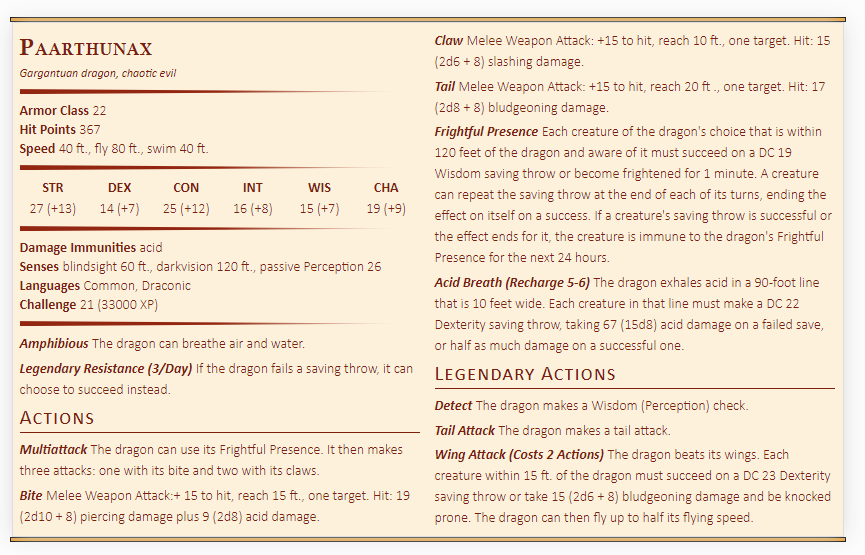 PAARTHUNAX
Gargantuan dragon, chaotic evil
Armor Class 22
Hit Points 367
Speed 40 ft., fly 80 ft., swim 40 ft.
STR DEX CON INT WIS CHA
27 (+13) 14 (+7) 25 (+12) 16 (+8) 15 (+7) 19 (+9)
Damage Immunities acid
Senses blindsight 60 ft., darkvision 120 ft., passive Perception 26
Languages Common, Draconic
Challenge 21 (33000 XP)
Amphibious The dragon can breathe air and water.
Legendary Resistance (3/Day) If the dragon fails a saving throw, it can
choose to succeed instead.
ACTIONS
Multiattack The dragon can use its Frightful Presence. It then makes
three attacks: one with its bite and two with its claws.
Bite Melee Weapon Attack:+ 15 to hit, reach 15 ft., one target. Hit: 19
(2d10 + 8) piercing damage plus 9 (2d8) acid damage.
Claw Melee Weapon Attack: +15 to hit, reach 10 ft., one target. Hit: 15
(2d6 + 8) slashing damage.
Tail Melee Weapon Attack: +15 to hit, reach 20 ft ., one target. Hit: 17
(2d8 + 8) bludgeoning damage.
Frightful Presence Each creature of the dragon's choice that is within
120 feet of the dragon and aware of it must succeed on a DC 19
Wisdom saving throw or become frightened for 1 minute. A creature
can repeat the saving throw at the end of each of its turns, ending the
effect on itself on a success. If a creature's saving throw is successful or
the effect ends for it, the creature is immune to the dragon's Frightful
Presence for the next 24 hours.
Acid Breath (Recharge 5-6) The dragon exhales acid in a 90-foot line
that is 10 feet wide. Each creature in that line must make a DC 22
Dexterity saving throw, taking 67 (15d8) acid damage on a failed save,
or half as much damage on a successful one.
LEGENDARY ACTIONS
Detect The dragon makes a Wisdom (Perception) check.
Tail Attack The dragon makes a tail attack.
Wing Attack (Costs 2 Actions) The dragon beats its wings. Each
creature within 15 ft. of the dragon must succeed on a DC 23 Dexterity
saving throw or take 15 (2d6 + 8) bludgeoning damage and be knocked
prone. The dragon can then fly up to half its flying speed.